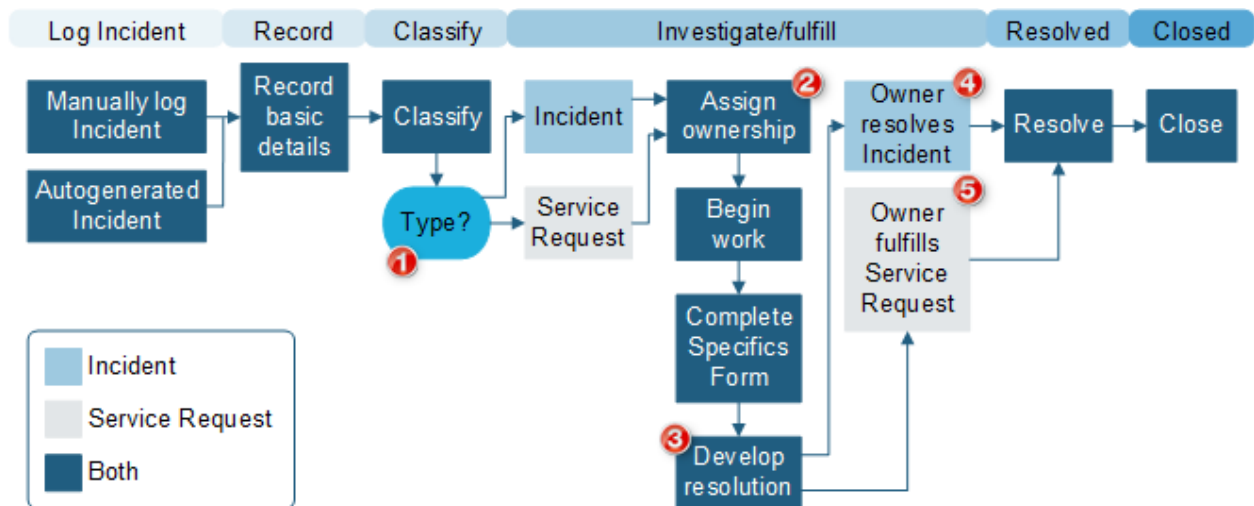 Log Incident
Record
Classify
Investigate/fulfill
Resolved
Closed
Manually log
Incident
Autogenerated
Incident
Record
basic
details
Classify
Type?
1
Incident
Service
Request
Assign
ownership
2
Begin
work
Complete
Specifics
Form
3
Develop
resolution
4
Owner
resolves
Incident
5
Owner
fulfills
Service
Request
Resolve
Close
Incident
Service Request
Both